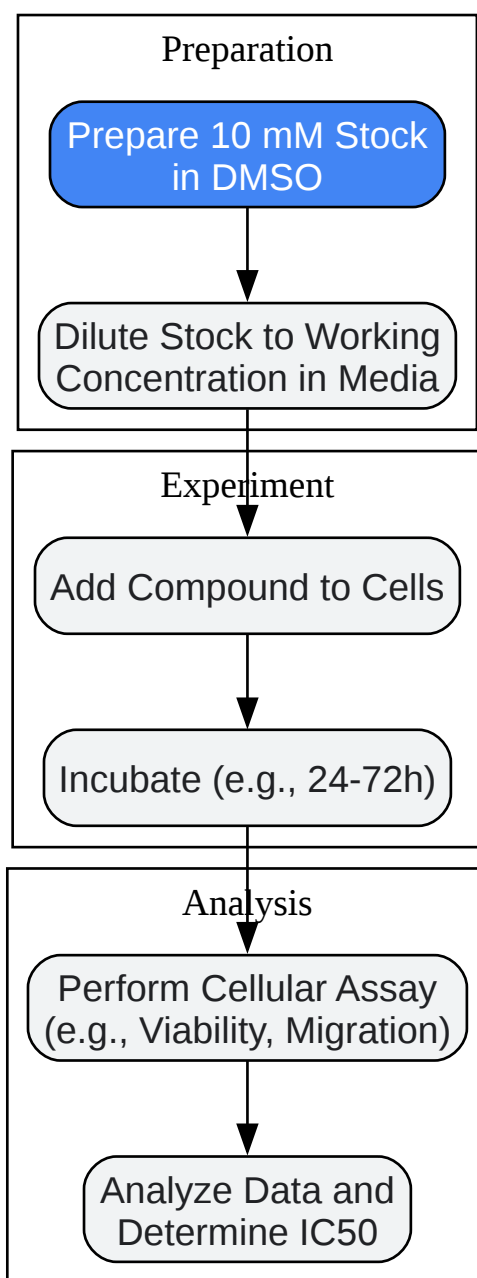 Preparation
Prepare 10 mM Stock
in DMSO
Dilute Stock to Working
Concentration in Media
Experiment
Add Compound to Cells
Incubate (e.g., 24-72h)
Analysis
Perform Cellular Assay
(e.g., Viability, Migration)
Analyze Data and
Determine IC50